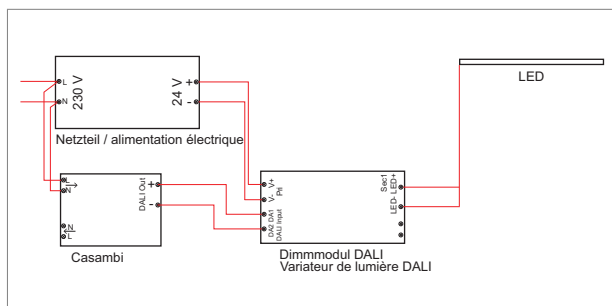 L
N
230 V
24 V
+
-
Netzteil / alimentation électrique
LED
L
N
N
L
DALI Out
+
-
Casambi
V+
V-
Pri
DA1
DA2
DALI Input
Sec1
LED+
LED-
Dimmmodul DALI
Variateur de lumière DALI